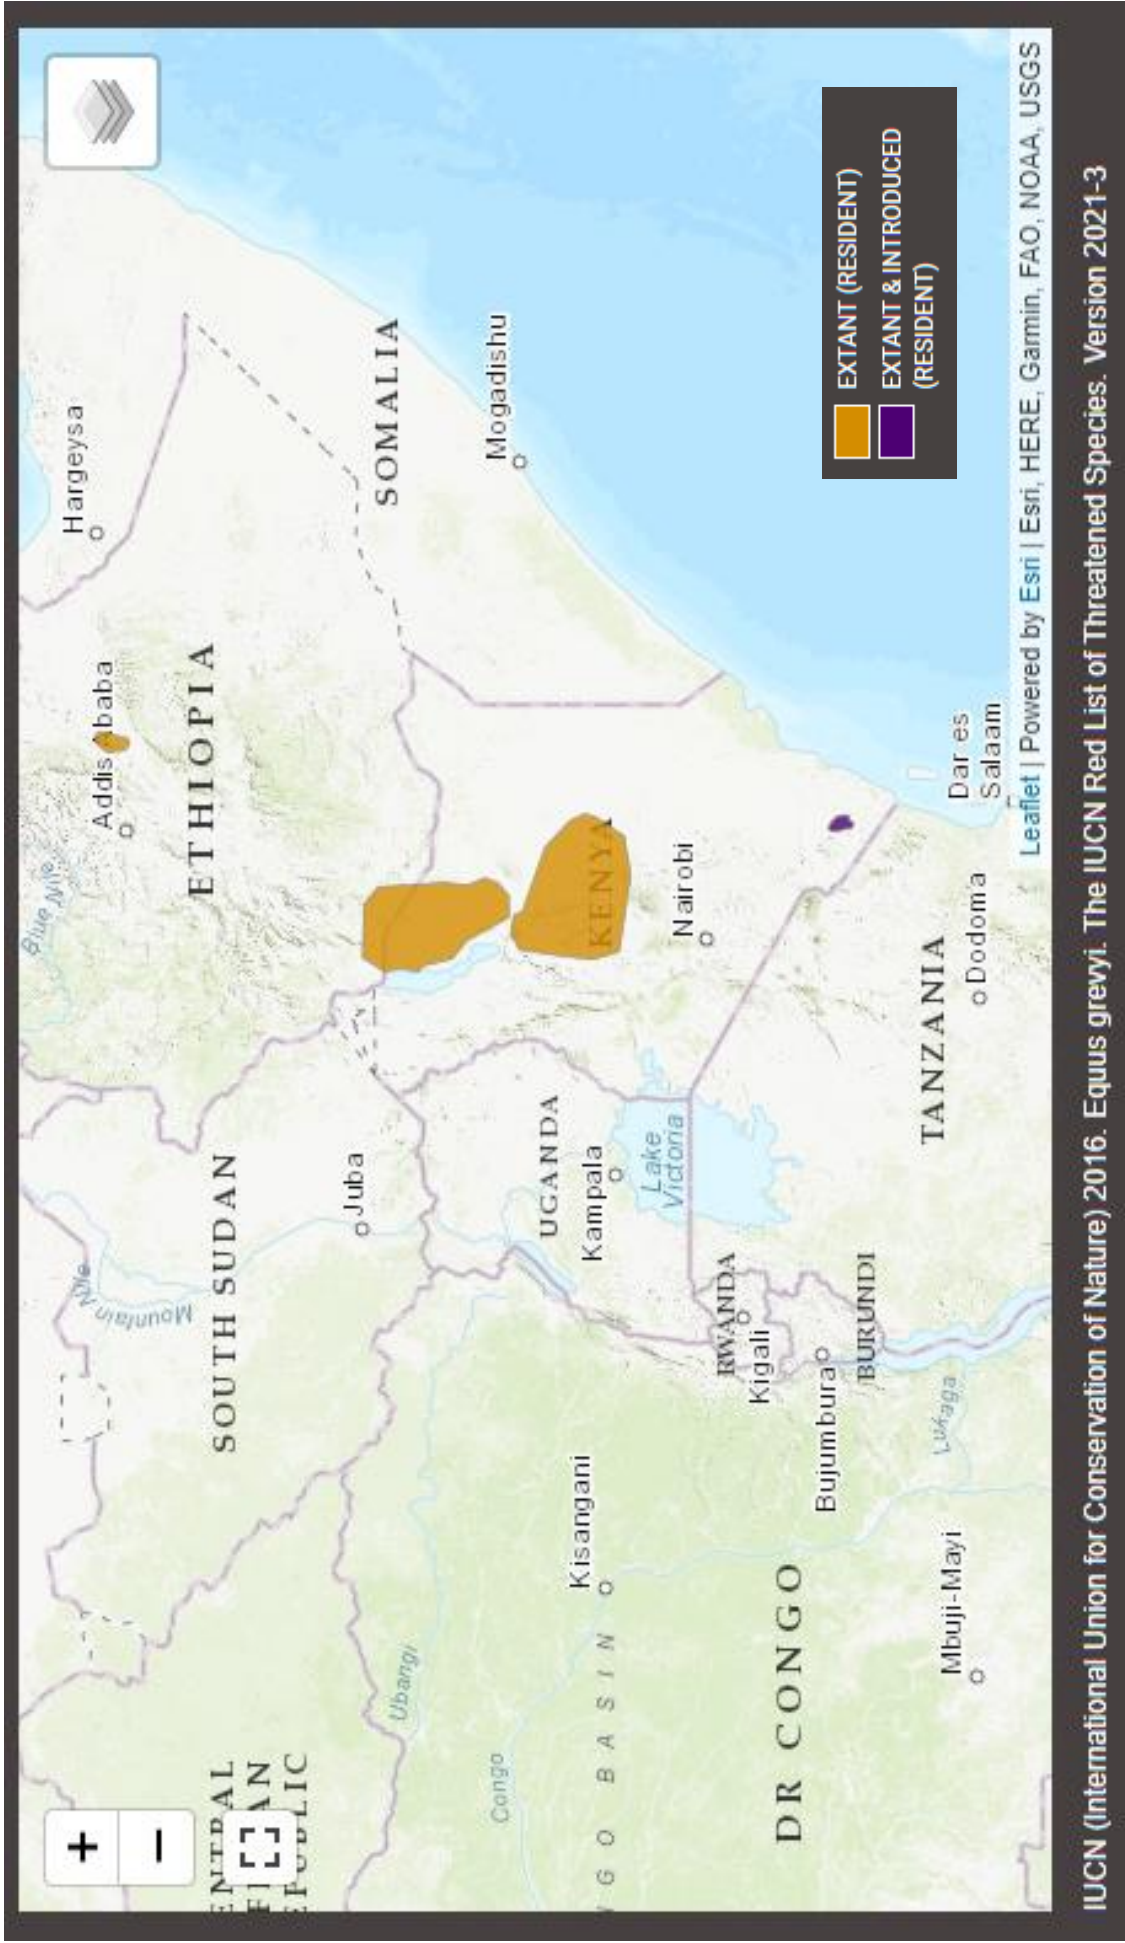 +
−
Blue Nile
Addis Ababa
Hargeysa
ETHIOPIA
SOUTH SUDAN
Mountain Nile
Juba
SOMALIA
Mogadishu
Ubangi
Congo
UGANDA
Kampala
Kisangani
KENYA
Lake
Victoria
Nairobi
RWANDA
Kigali
DR CONGO
Bujumbura
BURUNDI
TANZANIA
Lukaga
Mbuji-Mayi
Dodoma
Dar es
Salaam
EXTANT (RESIDENT)
EXTANT & INTRODUCED
(RESIDENT)
Leaflet | Powered by Esri | Esri, HERE, Garmin, FAO, NOAA, USGS
IUCN (International Union for Conservation of Nature) 2016. Equus grevyi. The IUCN Red List of Threatened Species. Version 2021-3